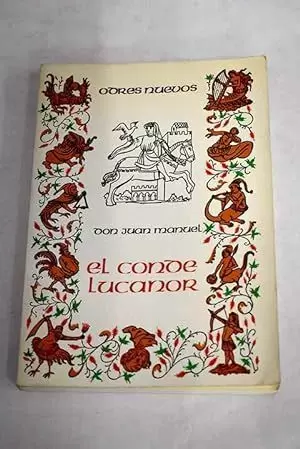 odres nuevos
don juan manuel
el conde
lucanor